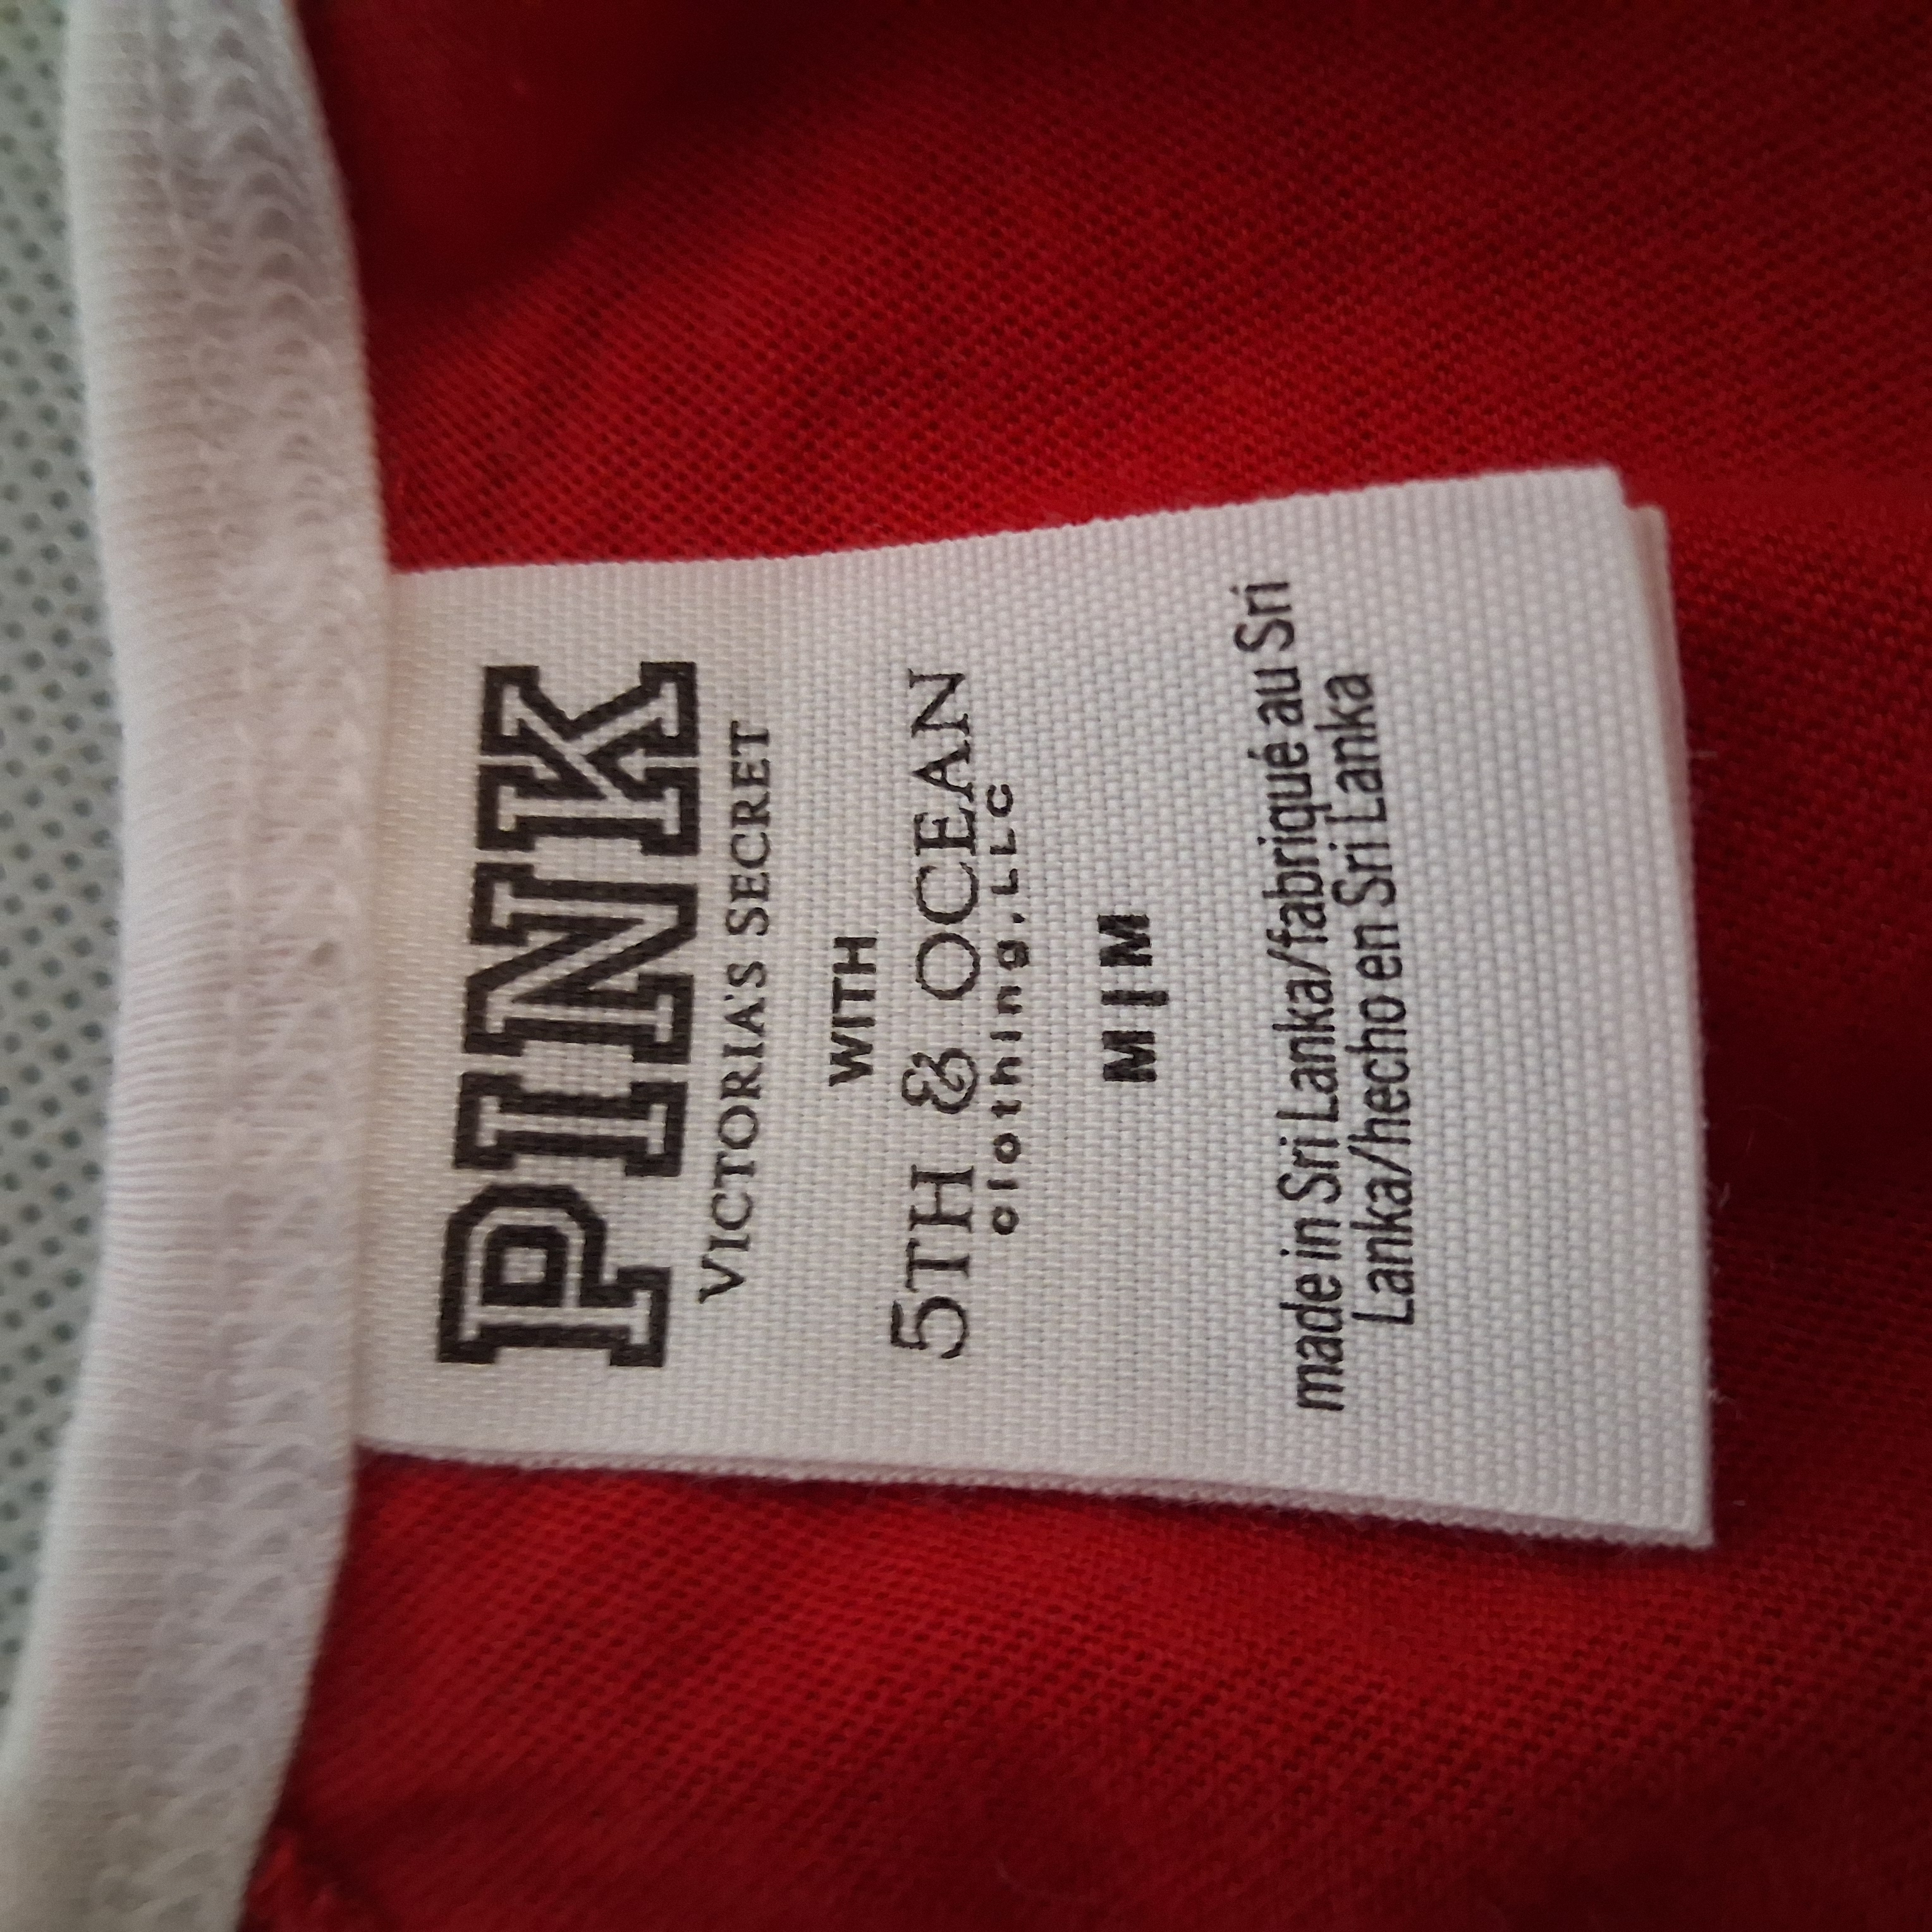 PINK
VICTORIA'S SECRET
WITH
5TH & OCEAN
clothing, LLC
M | M
made in Sri Lanka/fabriqué au Sri
Lanka/hecho en Sri Lanka